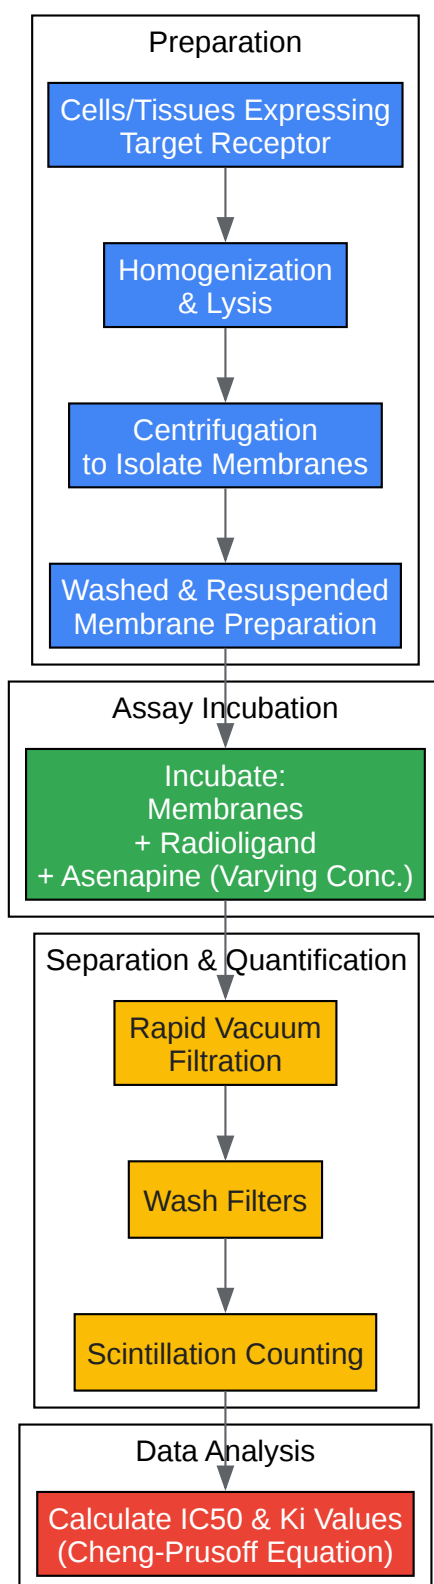 Preparation
Cells/Tissues Expressing
Target Receptor
Homogenization
& Lysis
Centrifugation
to Isolate Membranes
Washed & Resuspended
Membrane Preparation
Assay Incubation
Incubate:
Membranes
+ Radioligand
+ Asenapine (Varying Conc.)
Separation & Quantification
Rapid Vacuum
Filtration
Wash Filters
Scintillation Counting
Data Analysis
Calculate IC50 & Ki Values
(Cheng-Prusoff Equation)